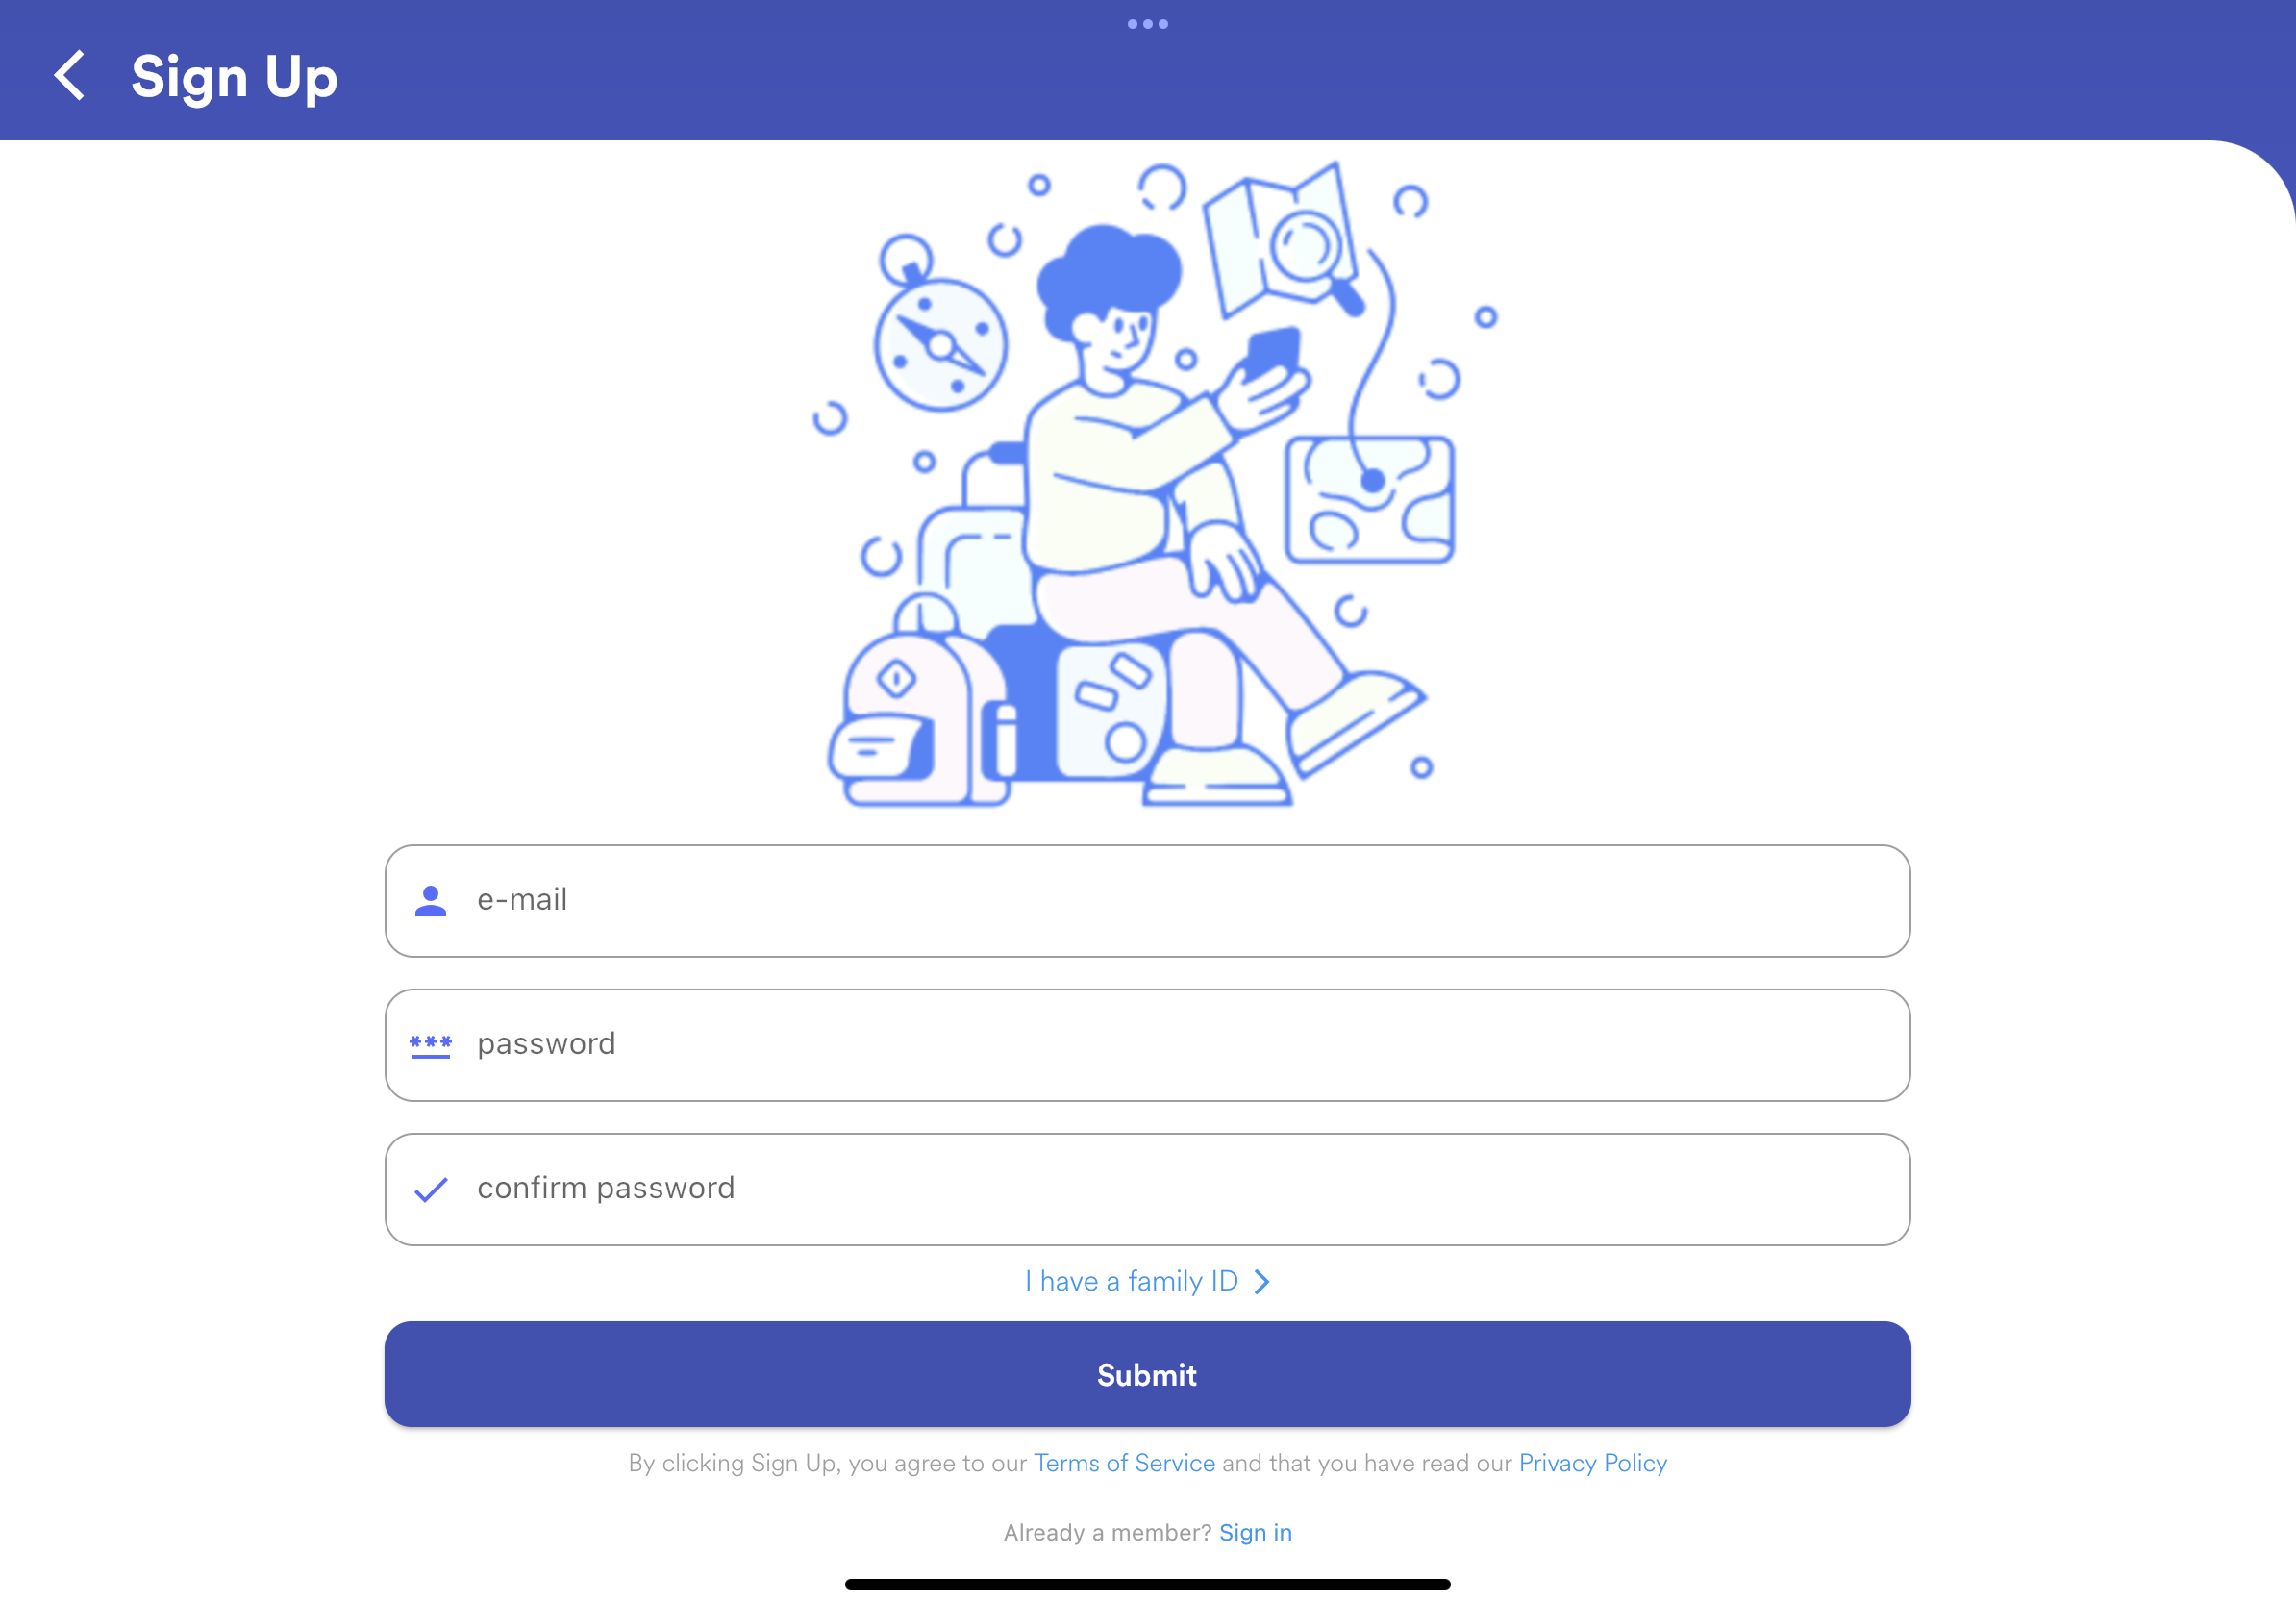 Sign Up
e-mail
password
confirm password
I have a family ID
Submit
By clicking Sign Up, you agree to our Terms of Service and that you have read our Privacy Policy
Already a member? Sign in